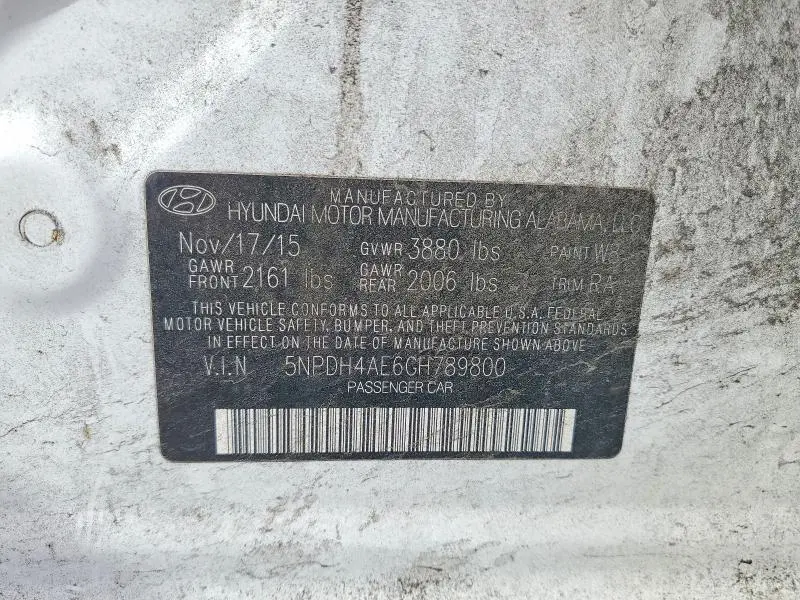 MANUFACTURED BY
HYUNDAI MOTOR MANUFACTURING ALABAMA, LLC
Nov/17/15 GVWR 3880 lbs PAINT
GAWR FRONT 2161 lbs GAWR REAR 2006 lbs TRIM RA
THIS VEHICLE CONFORMS TO ALL APPLICABLE U.S.A. FEDERAL
MOTOR VEHICLE SAFETY, BUMPER, AND THEFT PREVENTION STANDARDS
IN EFFECT ON THE DATE OF MANUFACTURE SHOWN ABOVE.
V.I.N 5NPDH4AE6GH789800
PASSENGER CAR